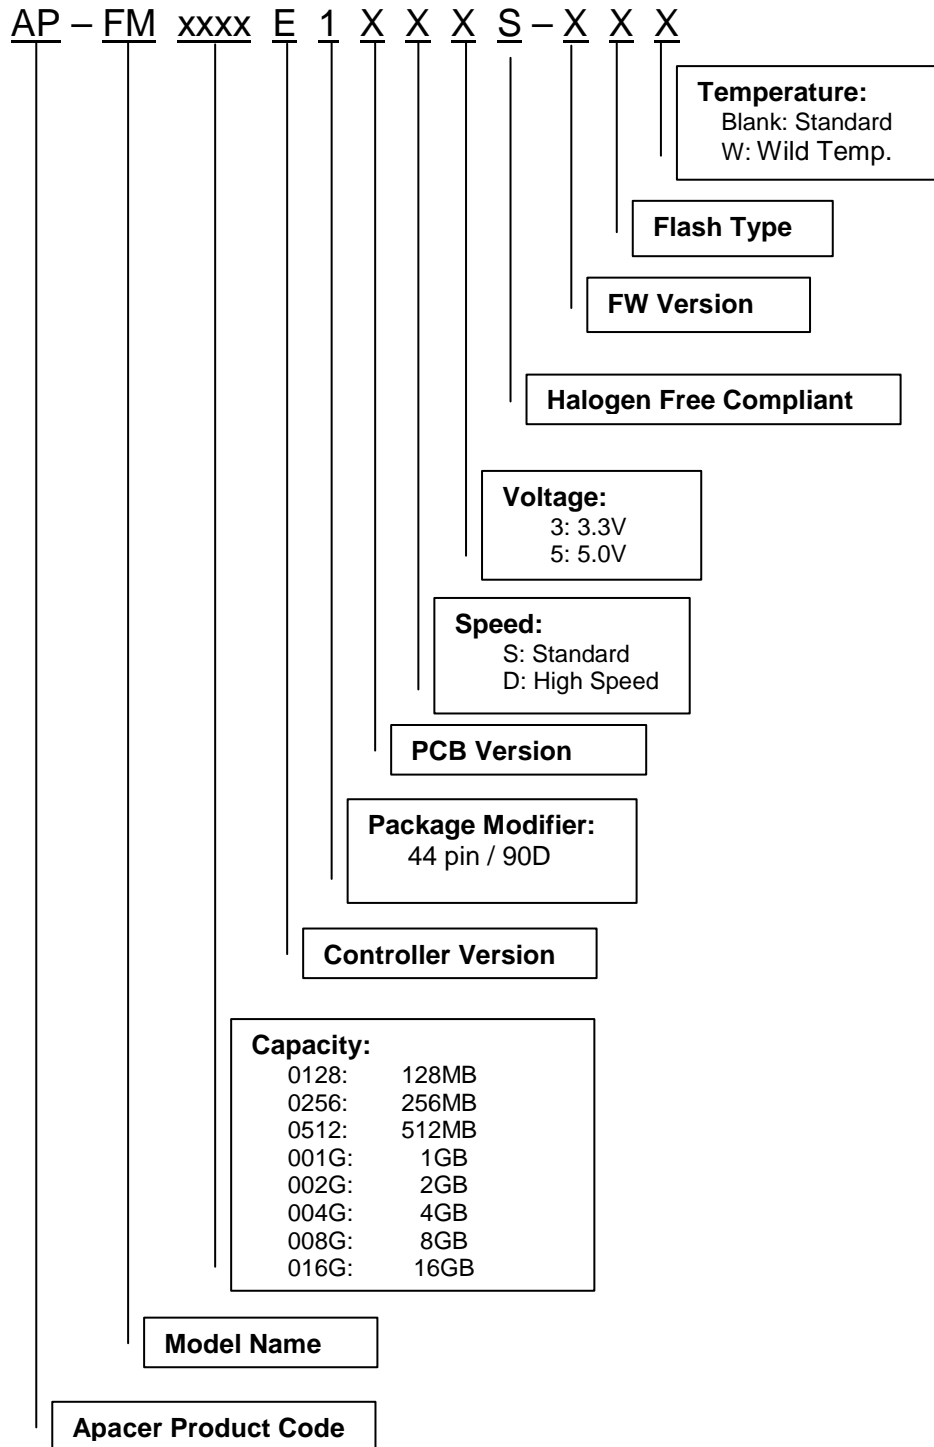 AP – FM xxxx E 1 X X X S – X X X
Temperature:
Blank: Standard
W: Wild Temp.
Flash Type
FW Version
Halogen Free Compliant
Voltage:
3: 3.3V
5: 5.0V
Speed:
S: Standard
D: High Speed
PCB Version
Package Modifier:
44 pin / 90D
Controller Version
Capacity:
0128: 128MB
0256: 256MB
0512: 512MB
001G: 1GB
002G: 2GB
004G: 4GB
008G: 8GB
016G: 16GB
Model Name
Apacer Product Code